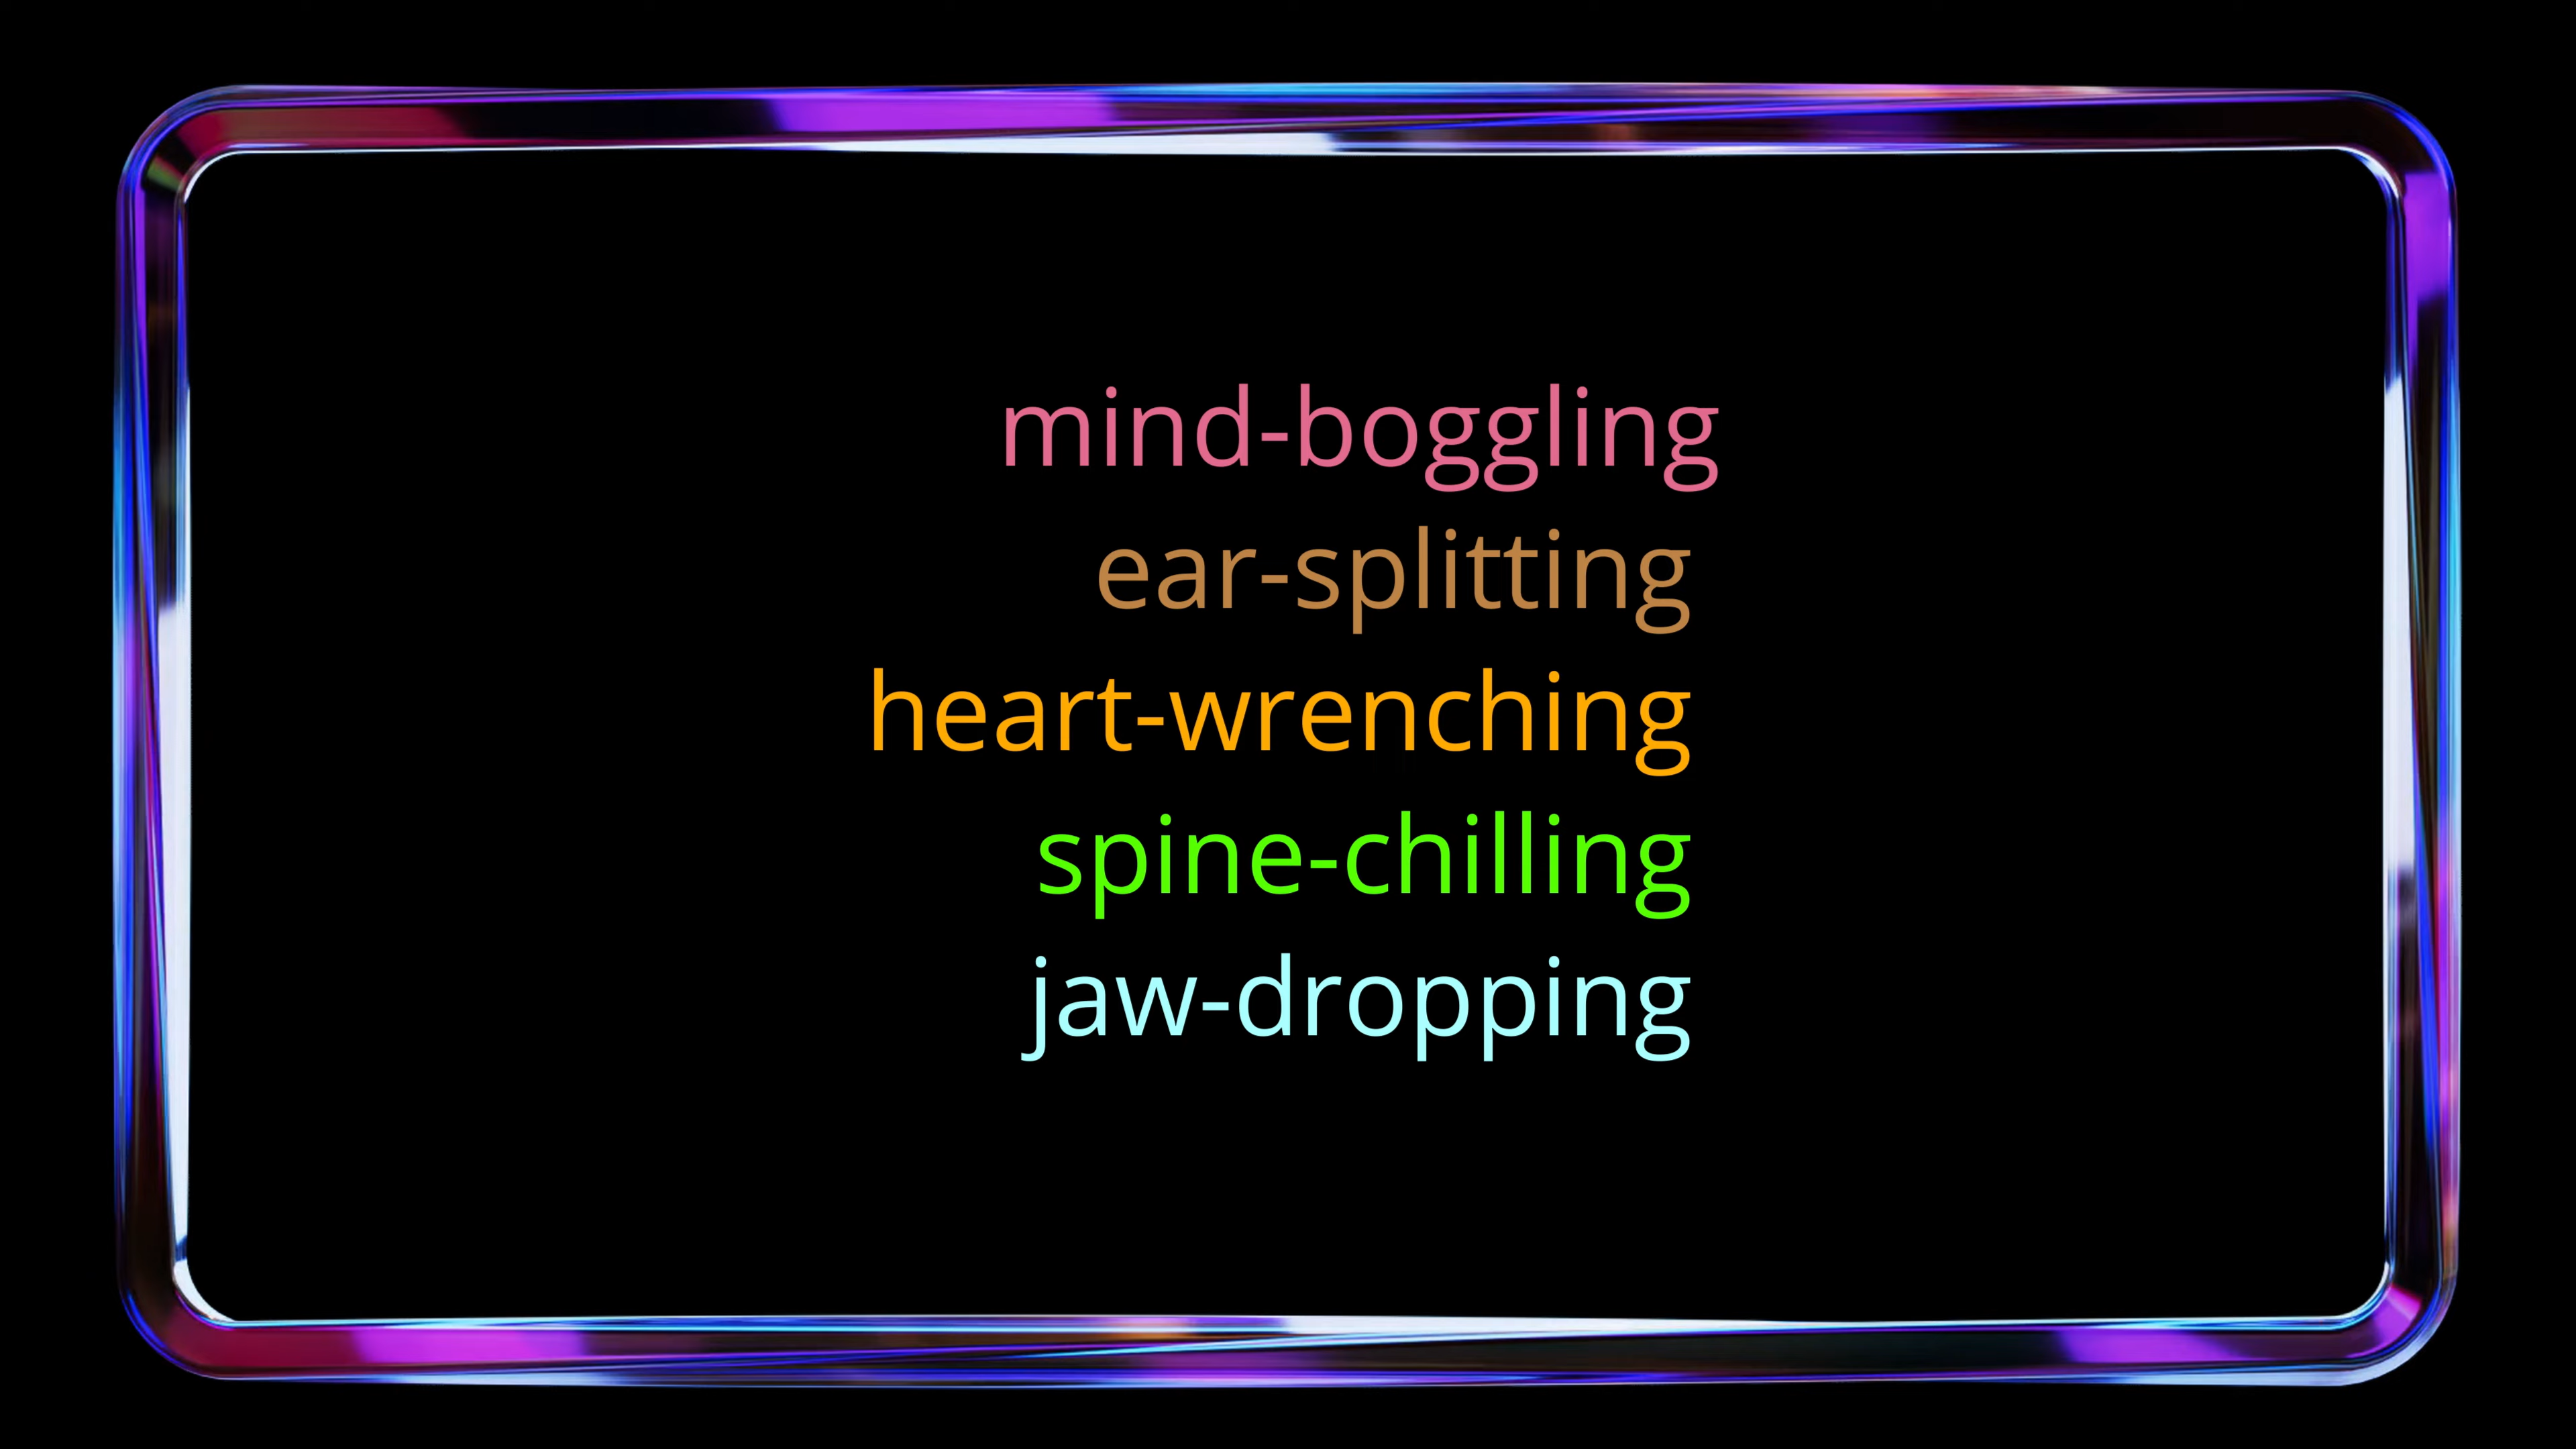 mind-boggling
ear-splitting
heart-wrenching
spine-chilling
jaw-dropping